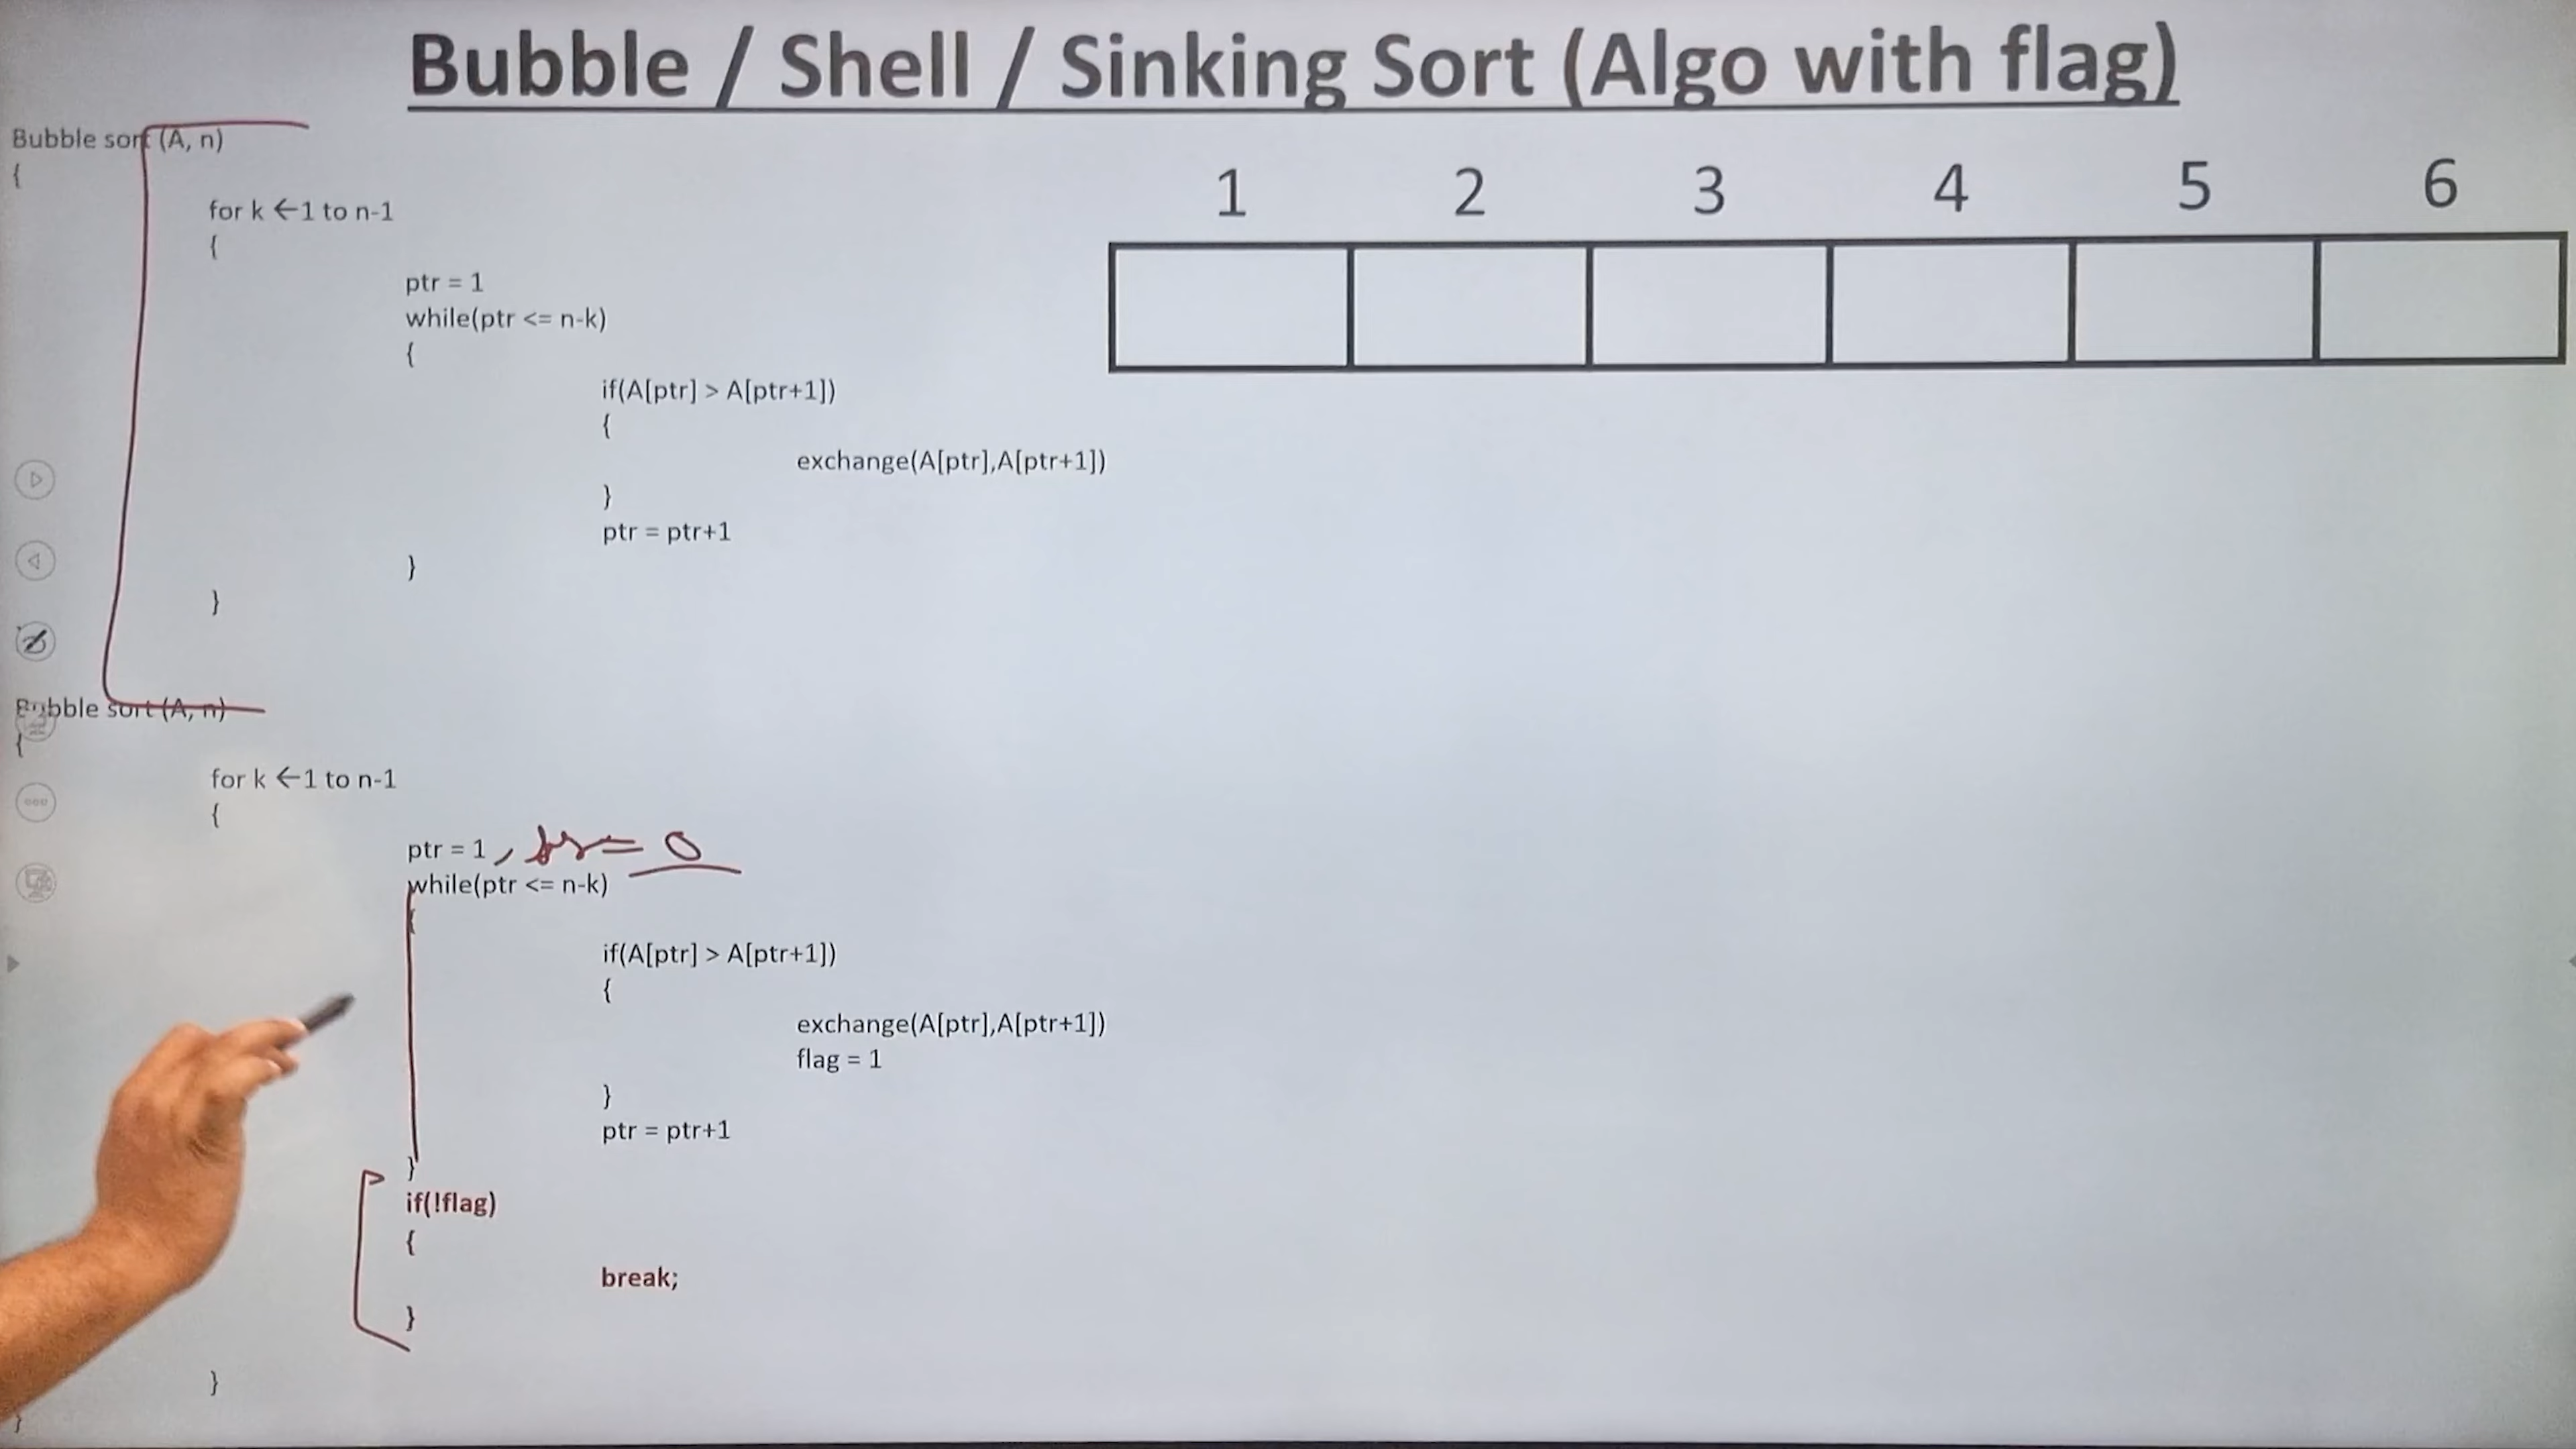 Bubble / Shell / Sinking Sort (Algo with flag)
Bubble sort (A, n)
{
for k ←1 to n-1
{
ptr = 1
while(ptr <= n-k)
{
if(A[ptr] > A[ptr+1])
{
exchange(A[ptr],A[ptr+1])
}
ptr = ptr+1
}
}
1 2 3 4 5 6
Bubble sort (A, n)
{
for k ←1 to n-1
{
ptr = 1 , = 0
while(ptr <= n-k)
{
if(A[ptr] > A[ptr+1])
{
exchange(A[ptr],A[ptr+1])
flag = 1
}
ptr = ptr+1
}
if(!flag)
{
break;
}
}
}